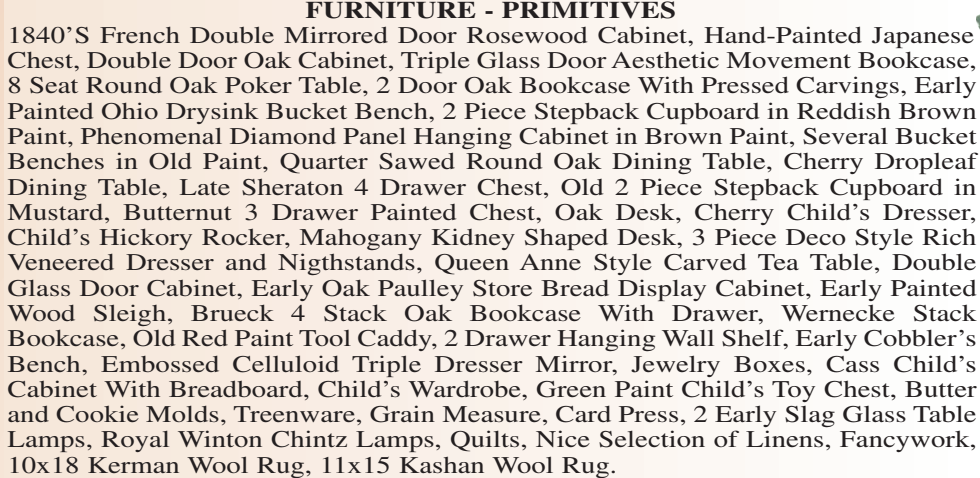 FURNITURE - PRIMITIVES
1840’S French Double Mirrored Door Rosewood Cabinet, Hand-Painted Japanese
Chest, Double Door Oak Cabinet, Triple Glass Door Aesthetic Movement Bookcase,
8 Seat Round Oak Poker Table, 2 Door Oak Bookcase With Pressed Carvings, Early
Painted Ohio Drysink Bucket Bench, 2 Piece Stepback Cupboard in Reddish Brown
Paint, Phenomenal Diamond Panel Hanging Cabinet in Brown Paint, Several Bucket
Benches in Old Paint, Quarter Sawed Round Oak Dining Table, Cherry Dropleaf
Dining Table, Late Sheraton 4 Drawer Chest, Old 2 Piece Stepback Cupboard in
Mustard, Butternut 3 Drawer Painted Chest, Oak Desk, Cherry Child’s Dresser,
Child’s Hickory Rocker, Mahogany Kidney Shaped Desk, 3 Piece Deco Style Rich
Veneered Dresser and Nigthstands, Queen Anne Style Carved Tea Table, Double
Glass Door Cabinet, Early Oak Paulley Store Bread Display Cabinet, Early Painted
Wood Sleigh, Brueck 4 Stack Oak Bookcase With Drawer, Wernecke Stack
Bookcase, Old Red Paint Tool Caddy, 2 Drawer Hanging Wall Shelf, Early Cobbler’s
Bench, Embossed Celluloid Triple Dresser Mirror, Jewelry Boxes, Cass Child’s
Cabinet With Breadboard, Child’s Wardrobe, Green Paint Child’s Toy Chest, Butter
and Cookie Molds, Treenware, Grain Measure, Card Press, 2 Early Slag Glass Table
Lamps, Royal Winton Chintz Lamps, Quilts, Nice Selection of Linens, Fancywork,
10x18 Kerman Wool Rug, 11x15 Kashan Wool Rug.